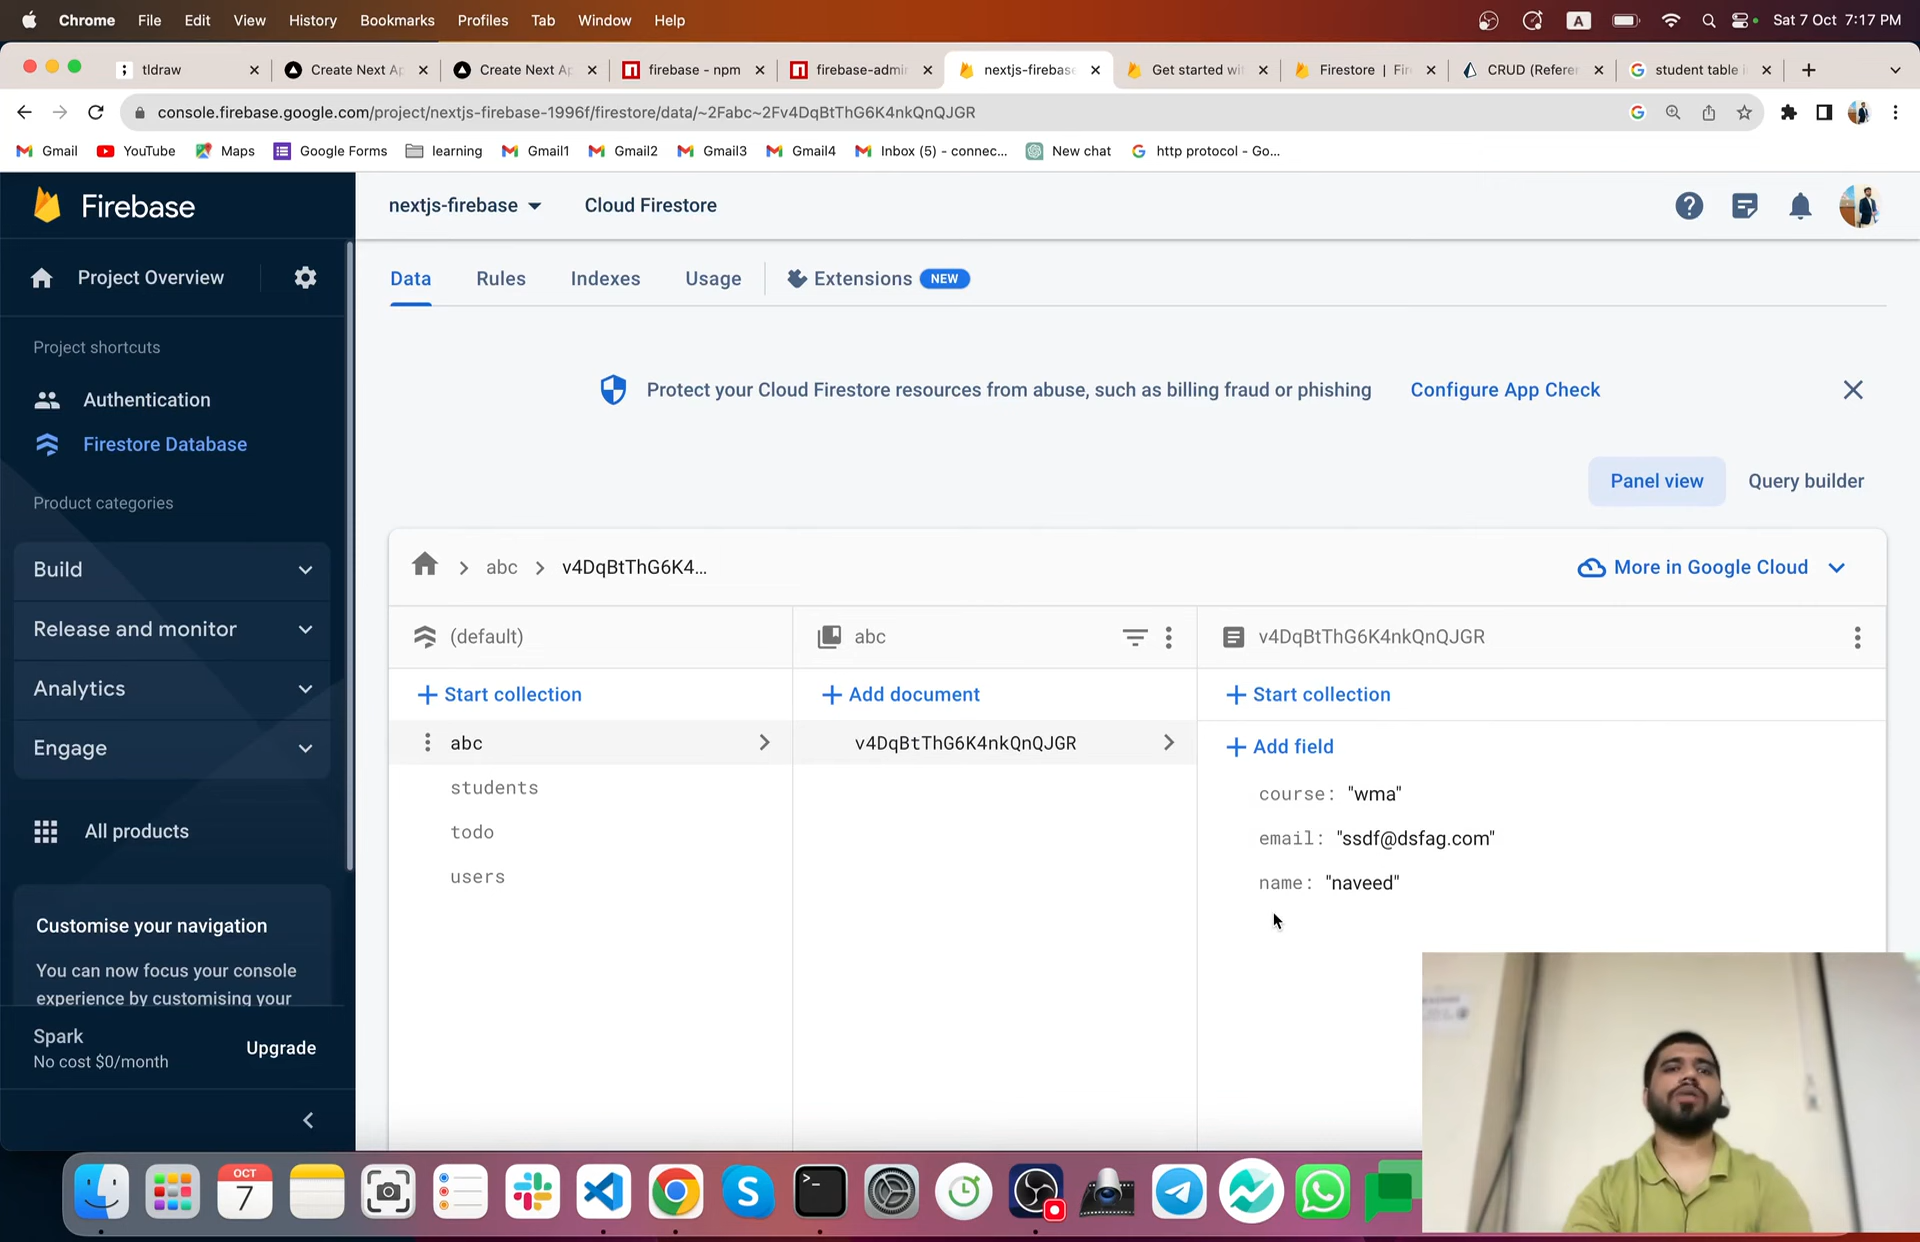 Chrome File Edit View History Bookmarks Profiles Tab Window Help A Sat 7 Oct 7:17 PM
tldraw Create Next Ap Create Next Ap firebase - npm firebase-admin nextjs-firebase Get started wit Firestore | Fir CRUD (Referen student table i
console.firebase.google.com/project/nextjs-firebase-1996f/firestore/data/~2Fabc~2Fv4DqBtThG6K4nkQnQJGR
Gmail YouTube Maps Google Forms learning Gmail1 Gmail2 Gmail3 Gmail4 Inbox (5) - connec... New chat http protocol - Go...
Firebase
nextjs-firebase Cloud Firestore
Project Overview
Data Rules Indexes Usage Extensions NEW
Project shortcuts
Authentication
Firestore Database
Product categories
Build
Release and monitor
Analytics
Engage
All products
Customise your navigation
You can now focus your console
experience by customising your
Spark
No cost $0/month
Upgrade
Protect your Cloud Firestore resources from abuse, such as billing fraud or phishing Configure App Check
Panel view Query builder
abc v4DqBtThG6K4... More in Google Cloud
(default)
Start collection
abc
students
todo
users
abc
Add document
v4DqBtThG6K4nkQnQJGR
v4DqBtThG6K4nkQnQJGR
Start collection
Add field
course: "wma"
email: "ssdf@dsfag.com"
name: "naveed"
OCT
7